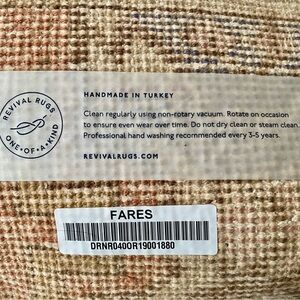 REVIVAL RUGS
ONE•OF•A•KIND
HANDMADE IN TURKEY
Clean regularly using non-rotary vacuum. Rotate on occasion
to ensure even wear over time. Do not dry clean or steam clean.
Professional hand washing recommended every 3-5 years.
REVIVALRUGS.COM
FARES
DRNR040OR19001880